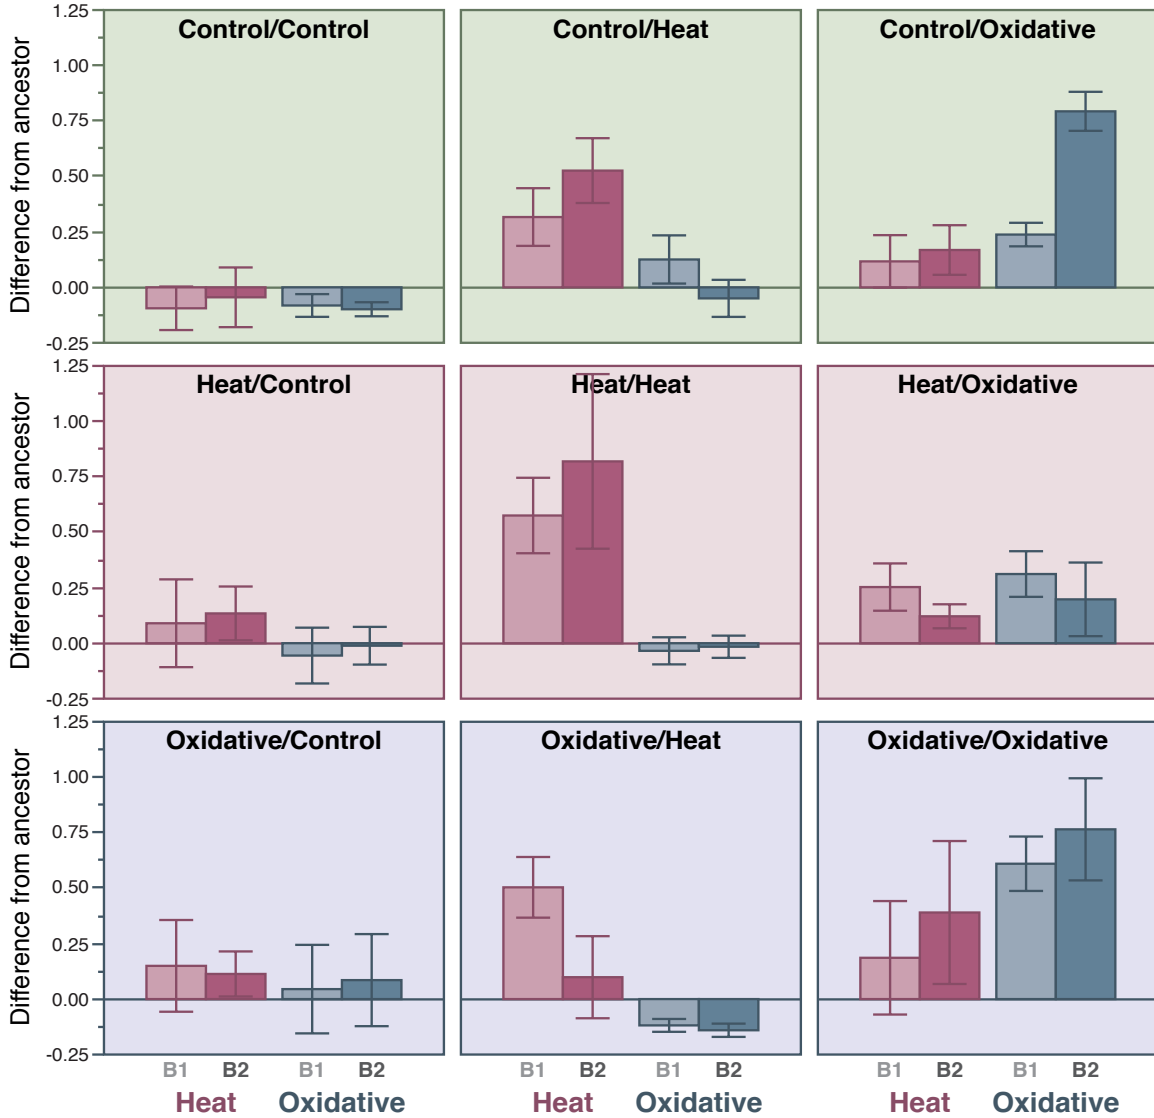 Control/Control
Control/Heat
Control/Oxidative
Difference from ancestor
1.25
1.00
0.75
0.50
0.25
0.00
-0.25
Heat/Control
Heat/Heat
Heat/Oxidative
Difference from ancestor
1.25
1.00
0.75
0.50
0.25
0.00
-0.25
Oxidative/Control
Oxidative/Heat
Oxidative/Oxidative
Difference from ancestor
1.25
1.00
0.75
0.50
0.25
0.00
-0.25
B1 B2 B1 B2 B1 B2 B1 B2 B1 B2 B1 B2
Heat Oxidative Heat Oxidative Heat Oxidative